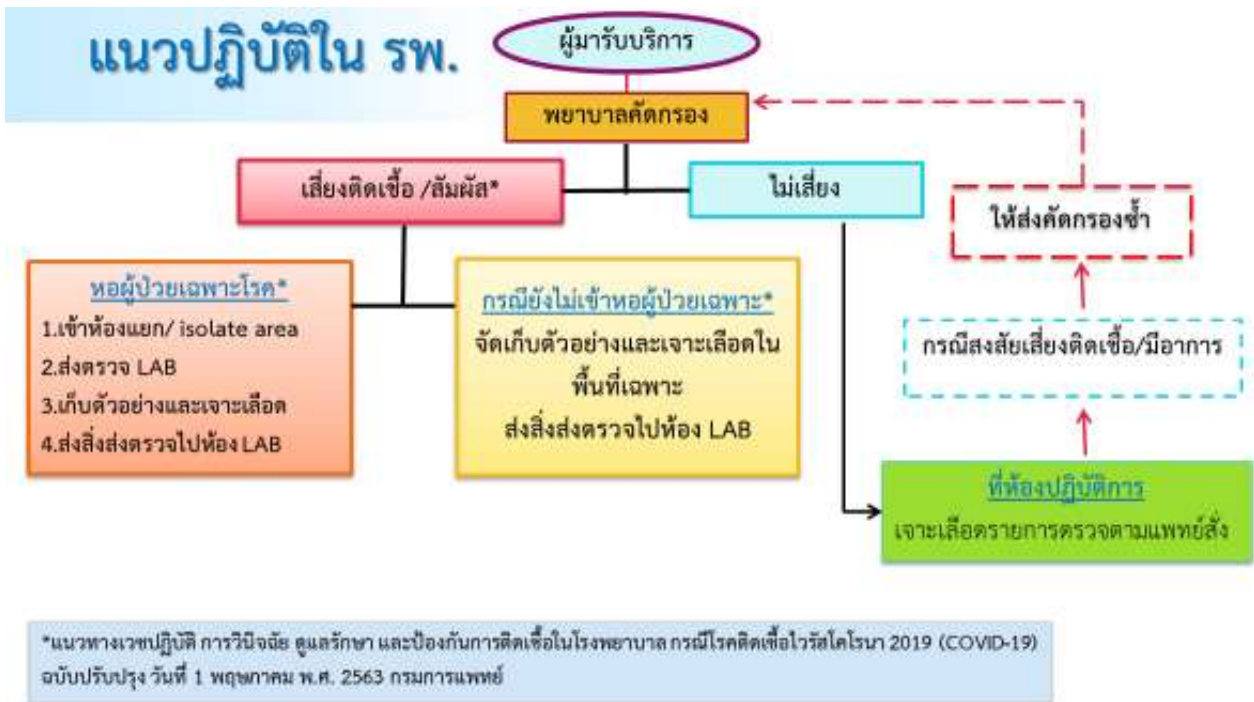 แนวปฏิบัติใน รพ.
ผู้มารับบริการ
พยาบาลคัดกรอง
เสี่ยงติดเชื้อ /สัมผัส*
ไม่เสี่ยง
ให้ส่งคัดกรองซ้ำ
หอผู้ป่วยเฉพาะโรค*
1.เข้าห้องแยก/ isolate area
2.ส่งตรวจ LAB
3.เก็บตัวอย่างและเจาะเลือด
4.ส่งสิ่งส่งตรวจไปห้อง LAB
กรณียังไม่เข้าหอผู้ป่วยเฉพาะ*
จัดเก็บตัวอย่างและเจาะเลือดใน
พื้นที่เฉพาะ
ส่งสิ่งส่งตรวจไปห้อง LAB
กรณีสงสัยเสี่ยงติดเชื้อ/มีอาการ
ที่ห้องปฏิบัติการ
เจาะเลือดรายการตรวจตามแพทย์สั่ง
*แนวทางเวชปฏิบัติ การวินิจฉัย ดูแลรักษา และป้องกันการติดเชื้อในโรงพยาบาล กรณีโรคติดเชื้อไวรัสโคโรนา 2019 (COVID-19)
ฉบับปรับปรุง วันที่ 1 พฤษภาคม พ.ศ. 2563 กรมการแพทย์